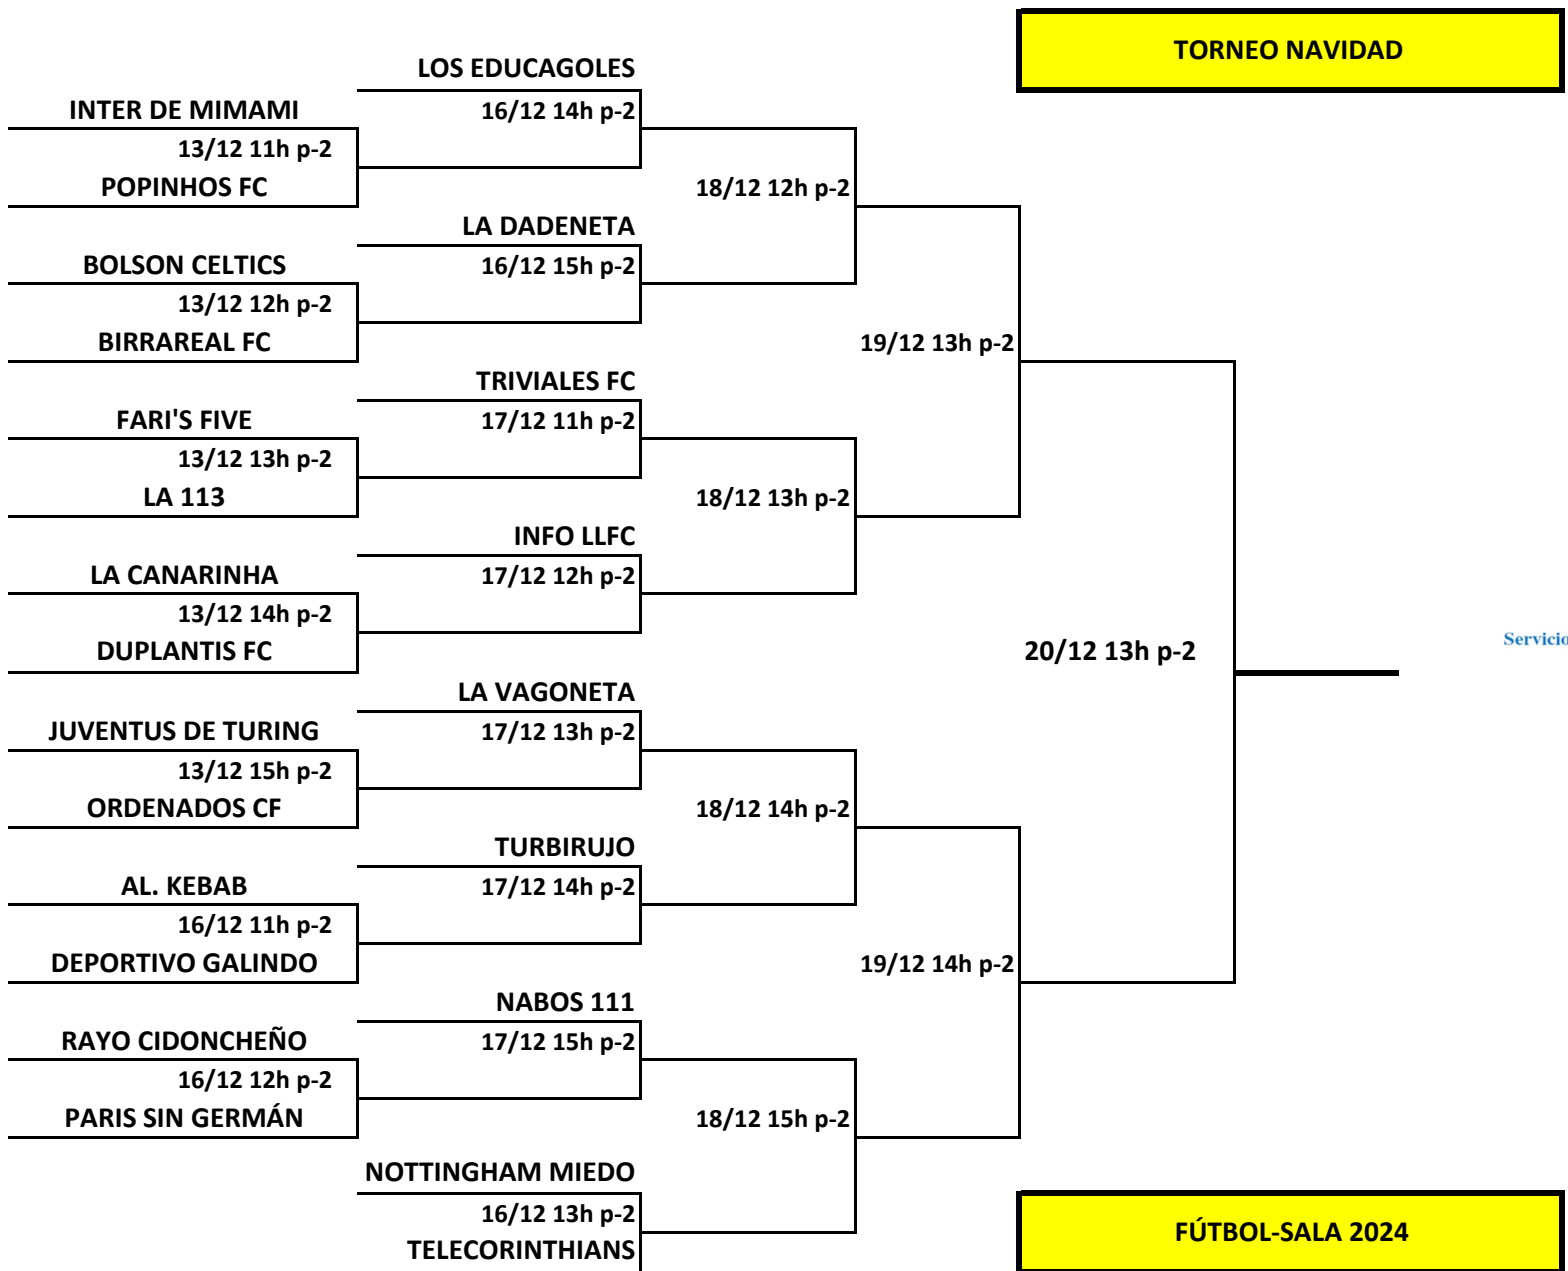 TORNEO NAVIDAD
LOS EDUCAGOLES
INTER DE MIMAMI
16/12 14h p-2
13/12 11h p-2
POPINHOS FC
18/12 12h p-2
LA DADENETA
BOLSON CELTICS
16/12 15h p-2
13/12 12h p-2
BIRRAREAL FC
19/12 13h p-2
TRIVIALES FC
FARI'S FIVE
17/12 11h p-2
13/12 13h p-2
LA 113
18/12 13h p-2
INFO LLFC
LA CANARINHA
17/12 12h p-2
13/12 14h p-2
DUPLANTIS FC
20/12 13h p-2
Servicio
LA VAGONETA
JUVENTUS DE TURING
17/12 13h p-2
13/12 15h p-2
ORDENADOS CF
18/12 14h p-2
TURBIRUJO
AL. KEBAB
17/12 14h p-2
16/12 11h p-2
DEPORTIVO GALINDO
19/12 14h p-2
NABOS 111
RAYO CIDONCHEÑO
17/12 15h p-2
16/12 12h p-2
PARIS SIN GERMÁN
18/12 15h p-2
NOTTINGHAM MIEDO
16/12 13h p-2
TELECORINTHIANS
FÚTBOL-SALA 2024